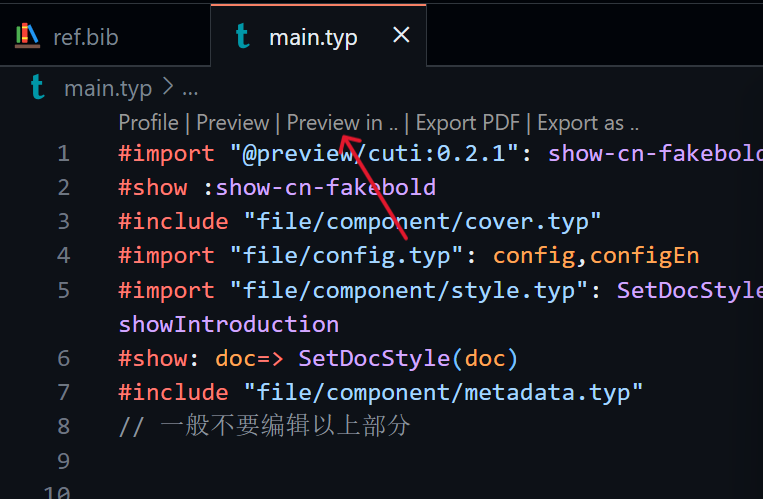 ref.bib main.typ
main.typ > ...
Profile | Preview | Preview in .. | Export PDF | Export as ..
1 #import "@preview/cuti:0.2.1": show-cn-fakebold
2 #show :show-cn-fakebold
3 #include "file/component/cover.typ"
4 #import "file/config.typ": config,configEn
5 #import "file/component/style.typ": SetDocStyle
showIntroduction
6 #show: doc=> SetDocStyle(doc)
7 #include "file/component/metadata.typ"
8 // 一般不要编辑以上部分
9
10